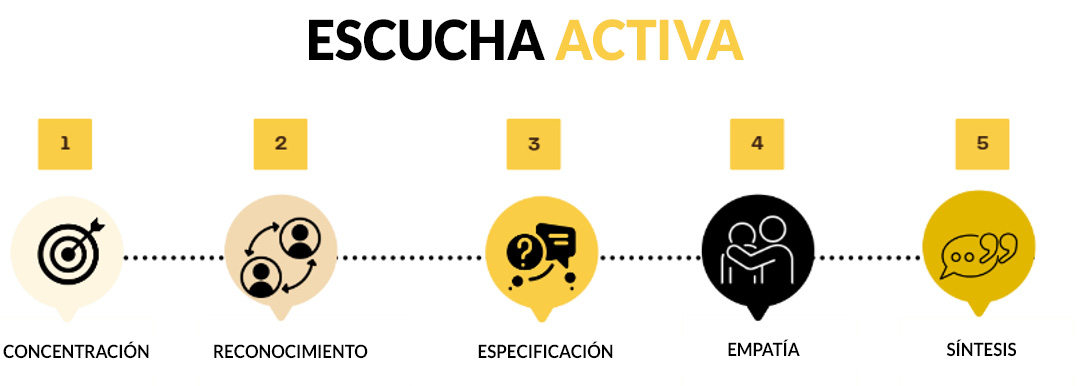 ESCUCHA ACTIVA
1 2 3 4 5
?
CONCENTRACIÓN RECONOCIMIENTO ESPECIFICACIÓN EMPATÍA SÍNTESIS